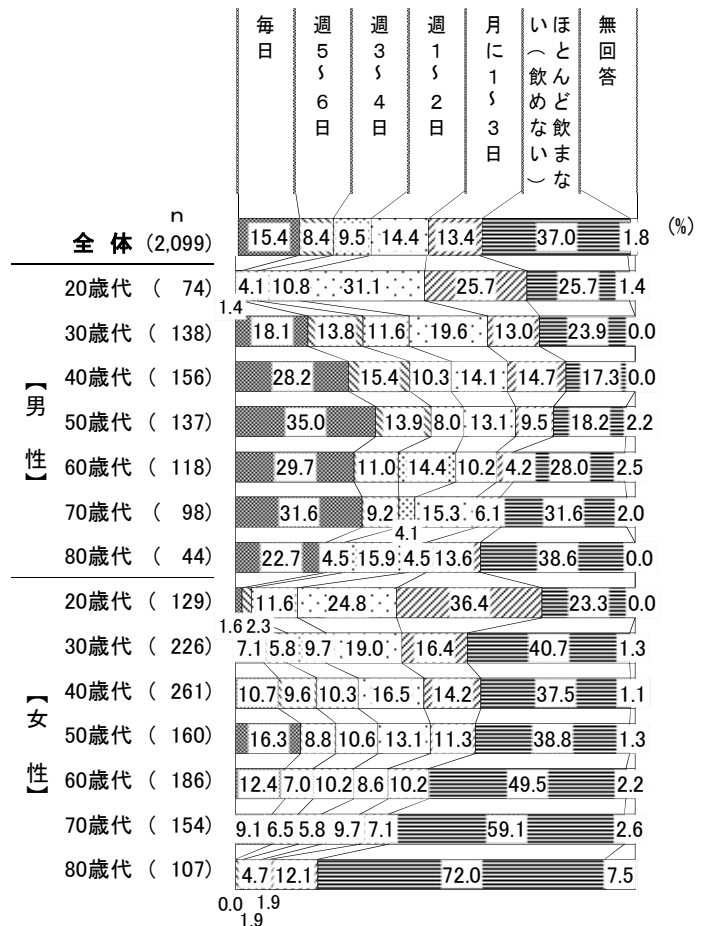 毎日
週5～6日
週3～4日
週1～2日
月に1～3日
ほとんど飲まない（飲めない）
無回答
n
(%)
全 体 (2,099) 15.4 8.4 9.5 14.4 13.4 37.0 1.8
【男性】
20歳代 ( 74) 4.1 10.8 31.1 25.7 25.7 1.4
1.4
30歳代 ( 138) 18.1 13.8 11.6 19.6 13.0 23.9 0.0
40歳代 ( 156) 28.2 15.4 10.3 14.1 14.7 17.3 0.0
50歳代 ( 137) 35.0 13.9 8.0 13.1 9.5 18.2 2.2
60歳代 ( 118) 29.7 11.0 14.4 10.2 4.2 28.0 2.5
70歳代 ( 98) 31.6 9.2 15.3 6.1 31.6 2.0
4.1
80歳代 ( 44) 22.7 4.5 15.9 4.5 13.6 38.6 0.0
【女性】
20歳代 ( 129) 11.6 24.8 36.4 23.3 0.0
1.6 2.3
30歳代 ( 226) 7.1 5.8 9.7 19.0 16.4 40.7 1.3
40歳代 ( 261) 10.7 9.6 10.3 16.5 14.2 37.5 1.1
50歳代 ( 160) 16.3 8.8 10.6 13.1 11.3 38.8 1.3
60歳代 ( 186) 12.4 7.0 10.2 8.6 10.2 49.5 2.2
70歳代 ( 154) 9.1 6.5 5.8 9.7 7.1 59.1 2.6
80歳代 ( 107) 4.7 12.1 72.0 7.5
0.0 1.9
1.9